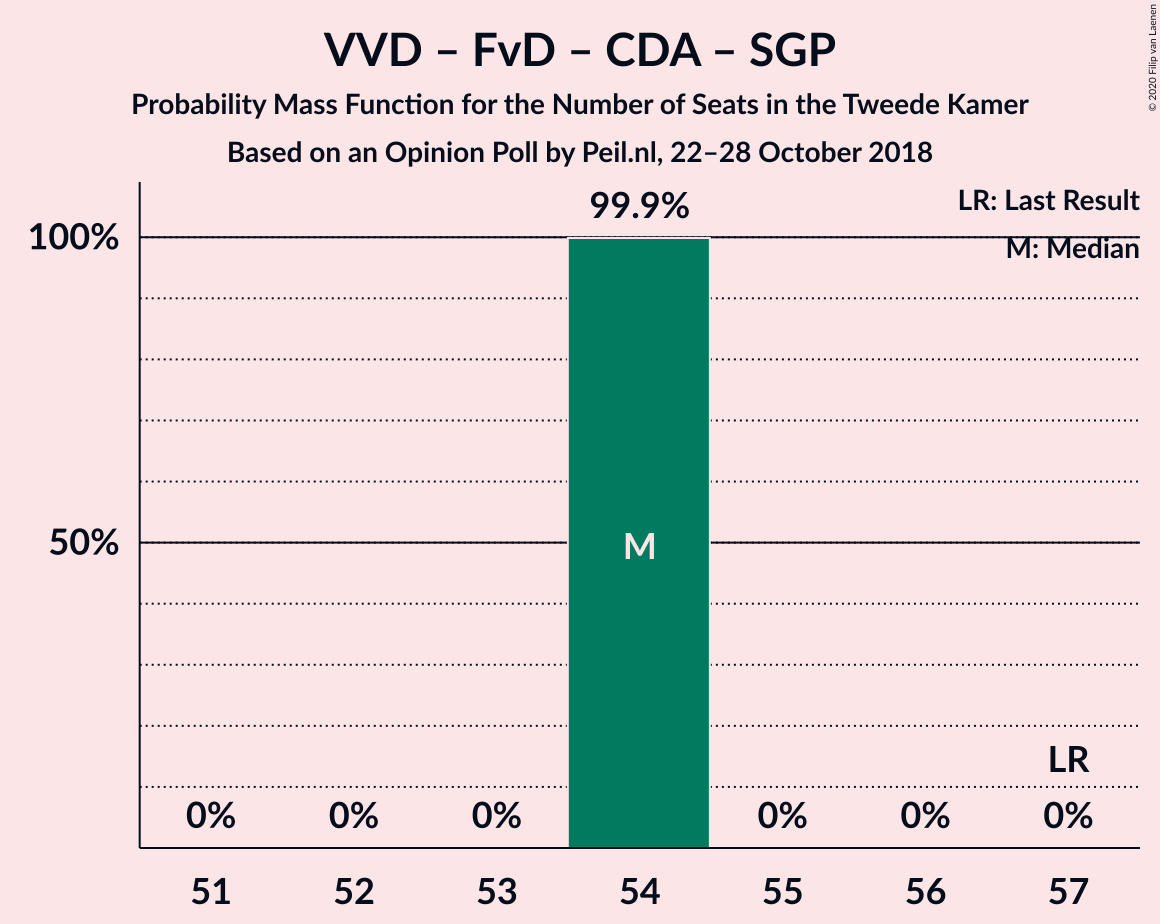 VVD – FvD – CDA – SGP
Probability Mass Function for the Number of Seats in the Tweede Kamer
Based on an Opinion Poll by Peil.nl, 22–28 October 2018
© 2020 Filip van Laenen
LR: Last Result
M: Median
99.9%
100%
50%
M
LR
0% 0% 0% 0% 0% 0%
51 52 53 54 55 56 57